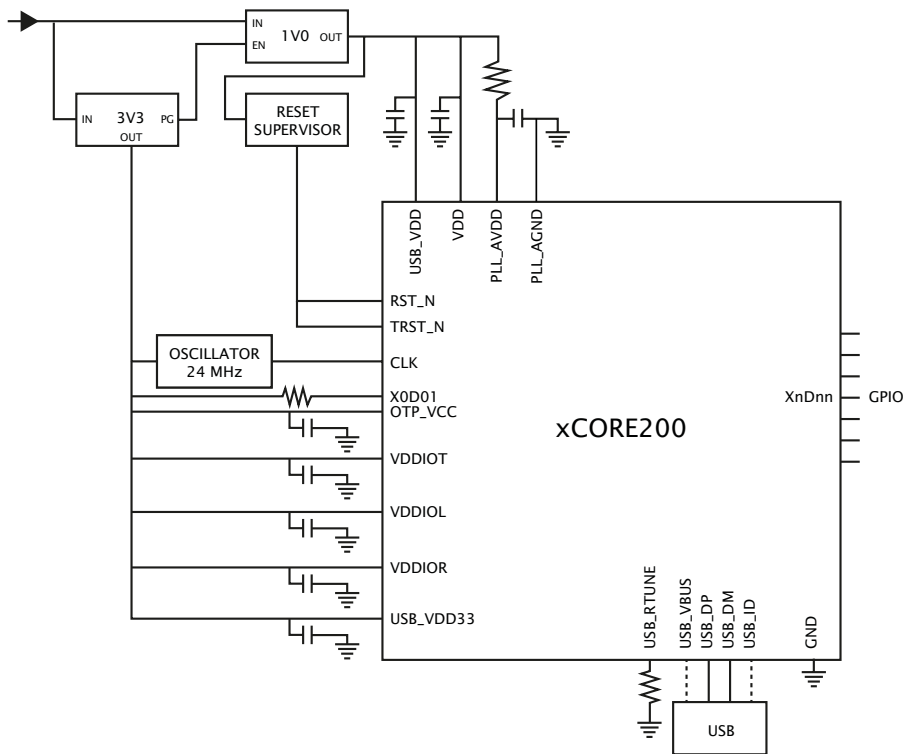 IN
1V0
OUT
EN
IN
3V3
PG
OUT
RESET
SUPERVISOR
USB_VDD
VDD
PLL_AVDD
PLL_AGND
RST_N
TRST_N
OSCILLATOR
24 MHz
CLK
X0D01
OTP_VCC
XnDnn
GPIO
xCORE200
VDDIOT
VDDIOL
VDDIOR
USB_VDD33
USB_RTUNE
USB_VBUS
USB_DP
USB_DM
USB_ID
GND
USB